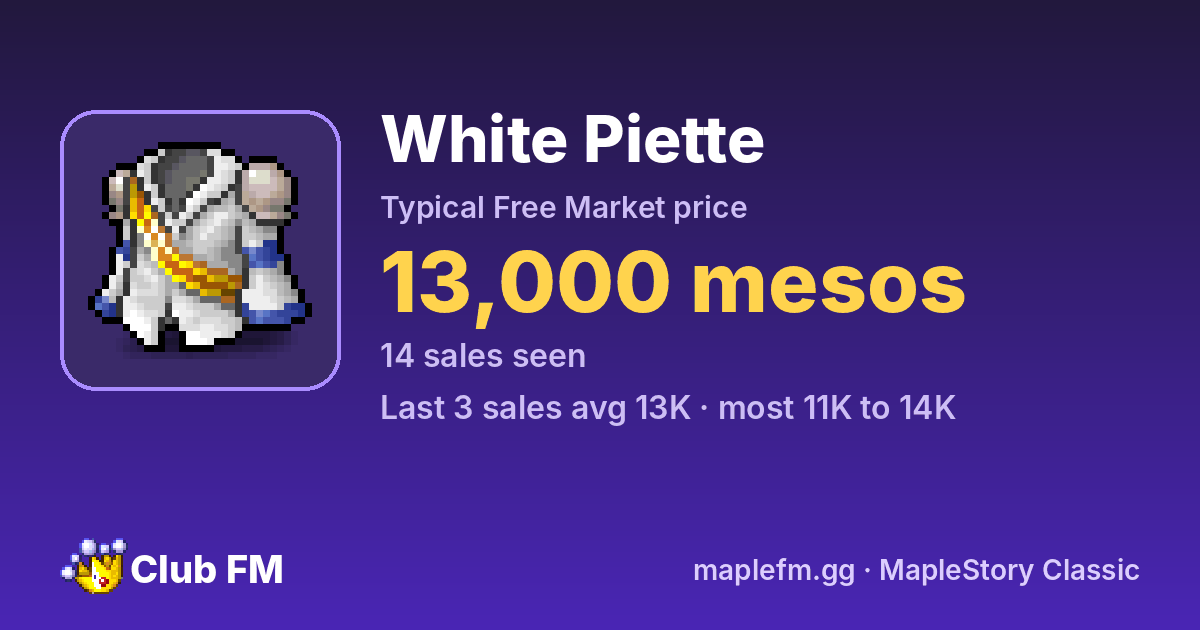 White Piette
Typical Free Market price
13,000 mesos
14 sales seen
Last 3 sales avg 13K · most 11K to 14K
Club FM
maplefm.gg · MapleStory Classic